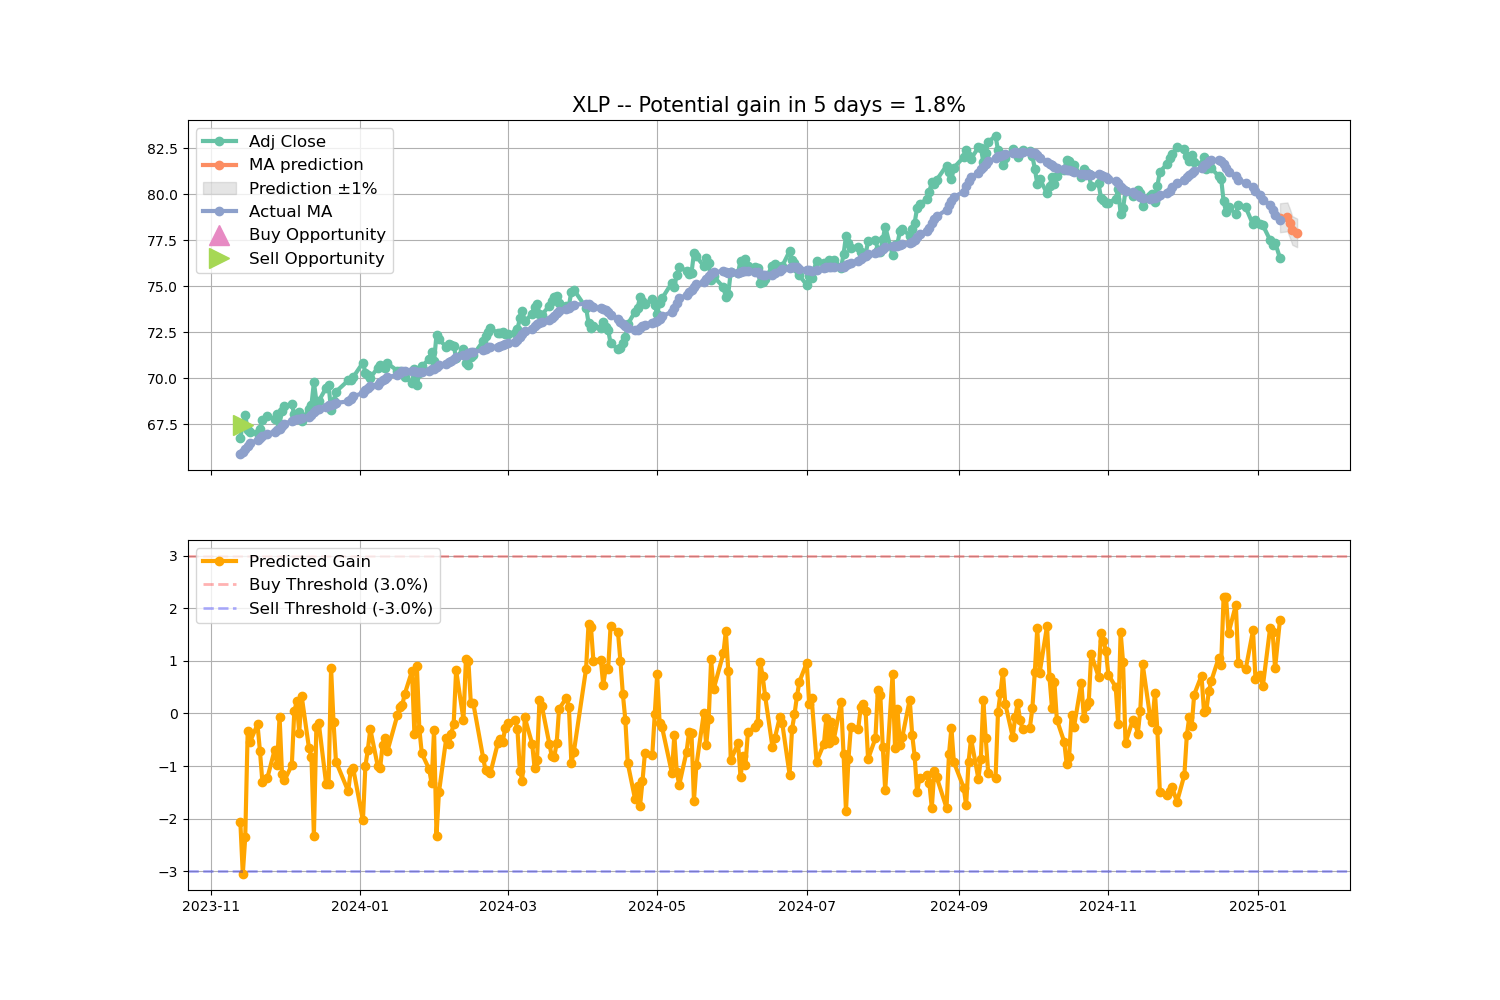 XLP -- Potential gain in 5 days = 1.8%
Adj Close
MA prediction
Prediction ±1%
Actual MA
Buy Opportunity
Sell Opportunity
82.5
80.0
77.5
75.0
72.5
70.0
67.5
Predicted Gain
Buy Threshold (3.0%)
Sell Threshold (-3.0%)
3
2
1
0
−1
−2
−3
2023-11 2024-01 2024-03 2024-05 2024-07 2024-09 2024-11 2025-01